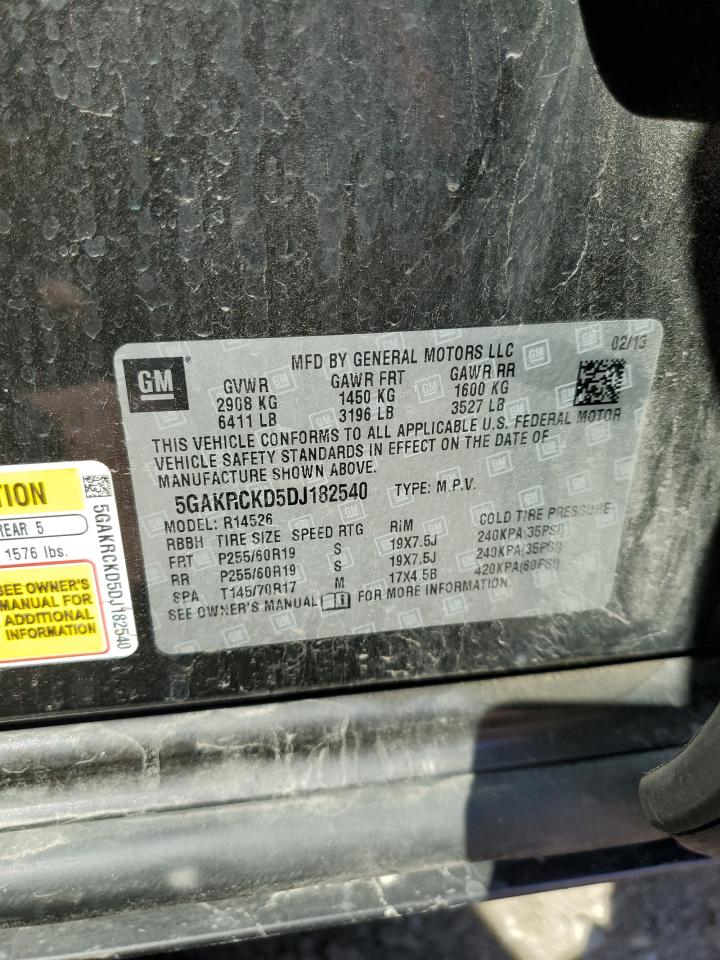 GM ®
MFD BY GENERAL MOTORS LLC
02/13
GVWR GAWR FRT GAWR RR
2908 KG 1450 KG 1600 KG
6411 LB 3196 LB 3527 LB
THIS VEHICLE CONFORMS TO ALL APPLICABLE U.S. FEDERAL MOTOR
VEHICLE SAFETY STANDARDS IN EFFECT ON THE DATE OF
MANUFACTURE SHOWN ABOVE.
5GAKRCKD5DJ182540 TYPE: M.P.V.
MODEL: R14526
RBBH TIRE SIZE SPEED RTG RIM COLD TIRE PRESSURE
FRT P255/60R19 S 19X7.5J 240KPA(35PSI)
RR P255/60R19 S 19X7.5J 240KPA(35PSI)
SPA T145/70R17 M 17X4.5B 420KPA(60PSI)
SEE OWNER'S MANUAL FOR MORE INFORMATION
TION
REAR 5
1576 lbs.
SEE OWNER'S
MANUAL FOR
ADDITIONAL
INFORMATION
5GAKRCKD5DJ182540